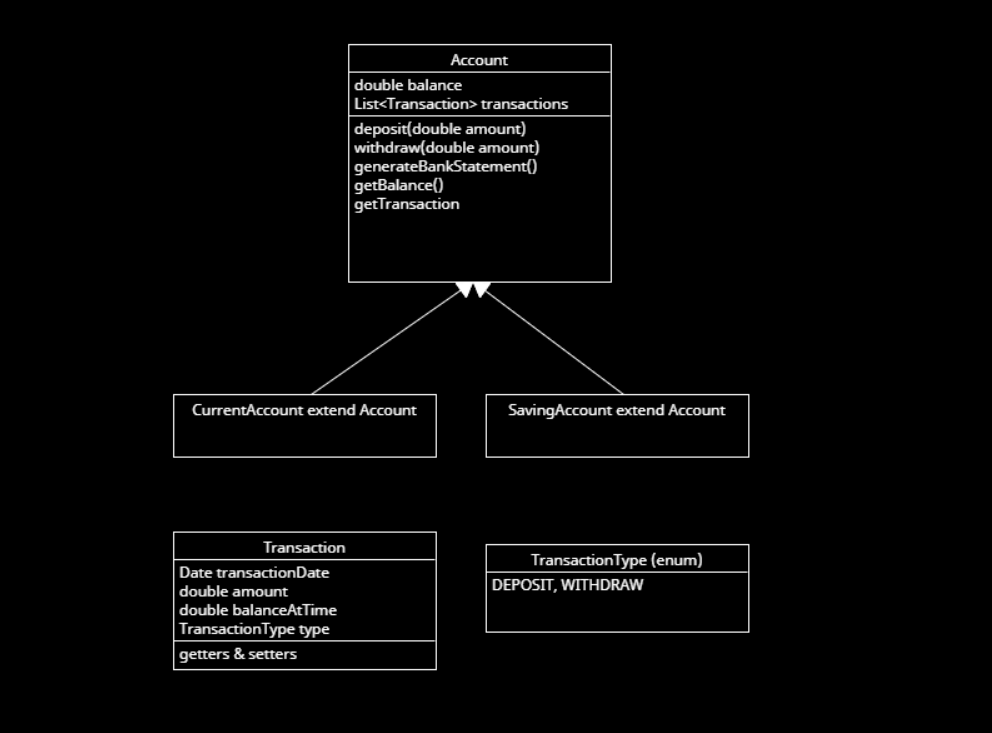 Account
double balance
List<Transaction> transactions
deposit(double amount)
withdraw(double amount)
generateBankStatement()
getBalance()
getTransaction
CurrentAccount extend Account
SavingAccount extend Account
Transaction
Date transactionDate
double amount
double balanceAtTime
TransactionType type
getters & setters
TransactionType (enum)
DEPOSIT, WITHDRAW